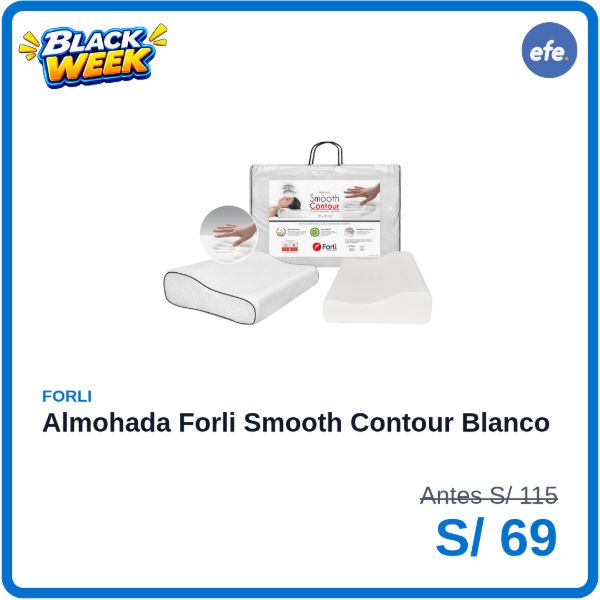 BLACK
WEEK
efe.
Smooth
Contour
Forli
FORLI
Almohada Forli Smooth Contour Blanco
Antes S/ 115
S/ 69